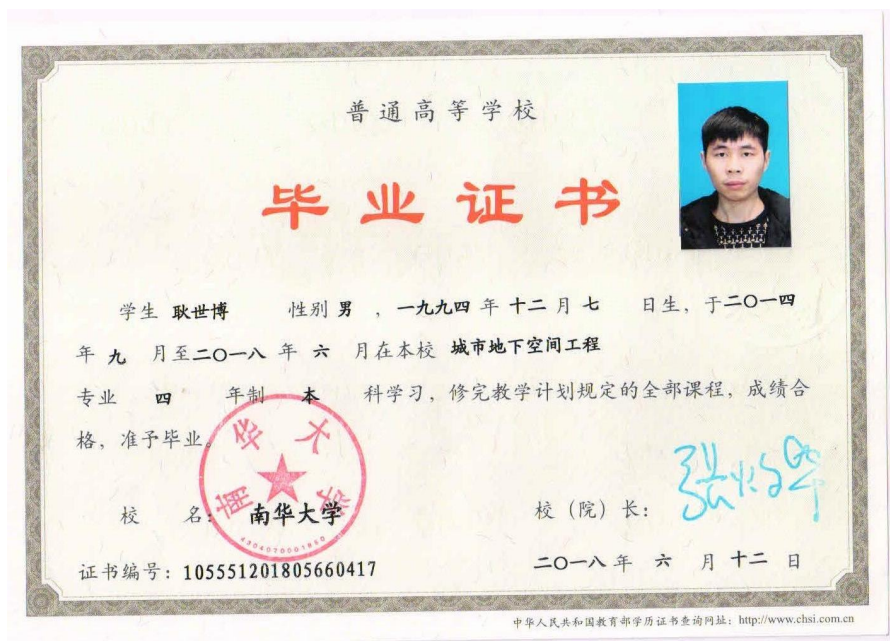 普通高等学校
毕业证书
学生 耿世博 性别 男 ，一九九四 年 十二 月 七 日生，于二〇一四
年 九 月至二〇一八 年 六 月在本校 城市地下空间工程
专业 四 年制 本 科学习，修完教学计划规定的全部课程，成绩合
格，准予毕业。
南华大学
校 名：南华大学 校（院）长：
4304070001950
证书编号：105551201805660417 二〇一八 年 六 月 十二 日
中华人民共和国教育部学历证书查询网址：http://www.chsi.com.cn